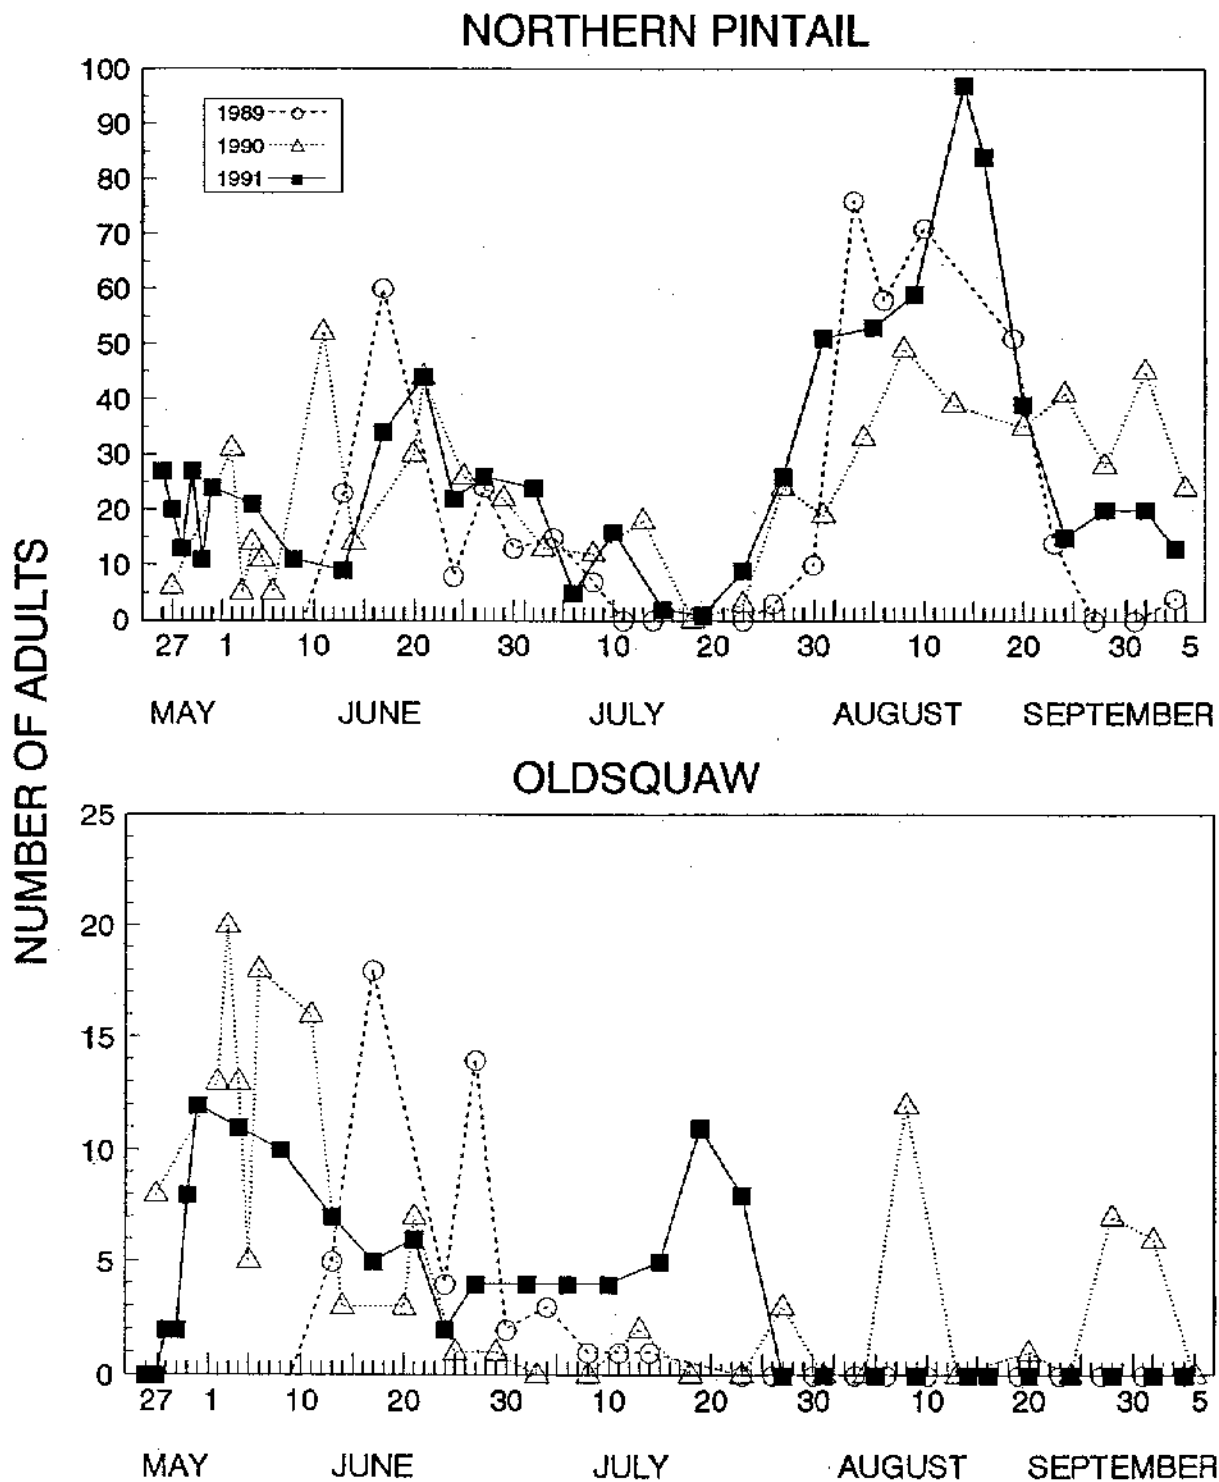 NORTHERN PINTAIL
100
90
80
70
60
50
40
30
20
10
0
1989
1990
1991
27 1 10 20 30 10 20 30 10 20 30 5
MAY JUNE JULY AUGUST SEPTEMBER
NUMBER OF ADULTS
OLDSQUAW
25
20
15
10
5
0
27 1 10 20 30 10 20 30 10 20 30 5
MAY JUNE JULY AUGUST SEPTEMBER